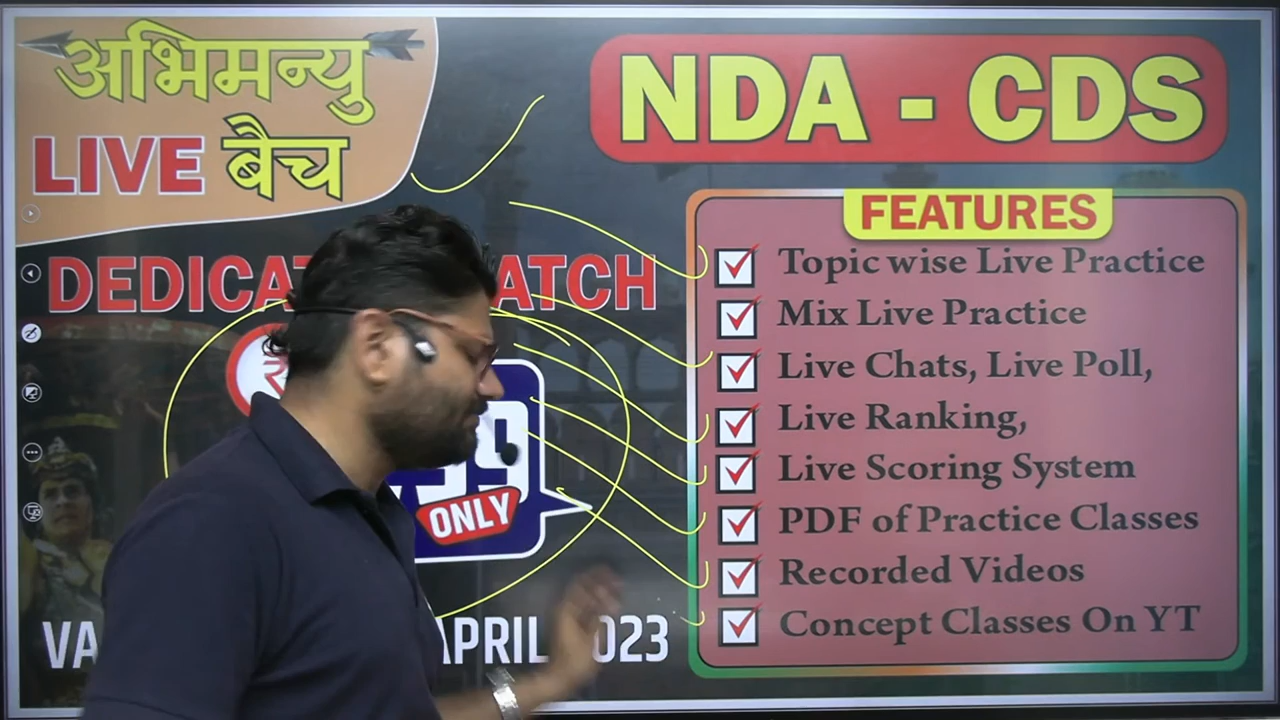 अभिमन्यु
LIVE बैच
NDA - CDS
FEATURES
Topic wise Live Practice
Mix Live Practice
Live Chats, Live Poll,
Live Ranking,
Live Scoring System
PDF of Practice Classes
Recorded Videos
Concept Classes On YT
ONLY
APRIL